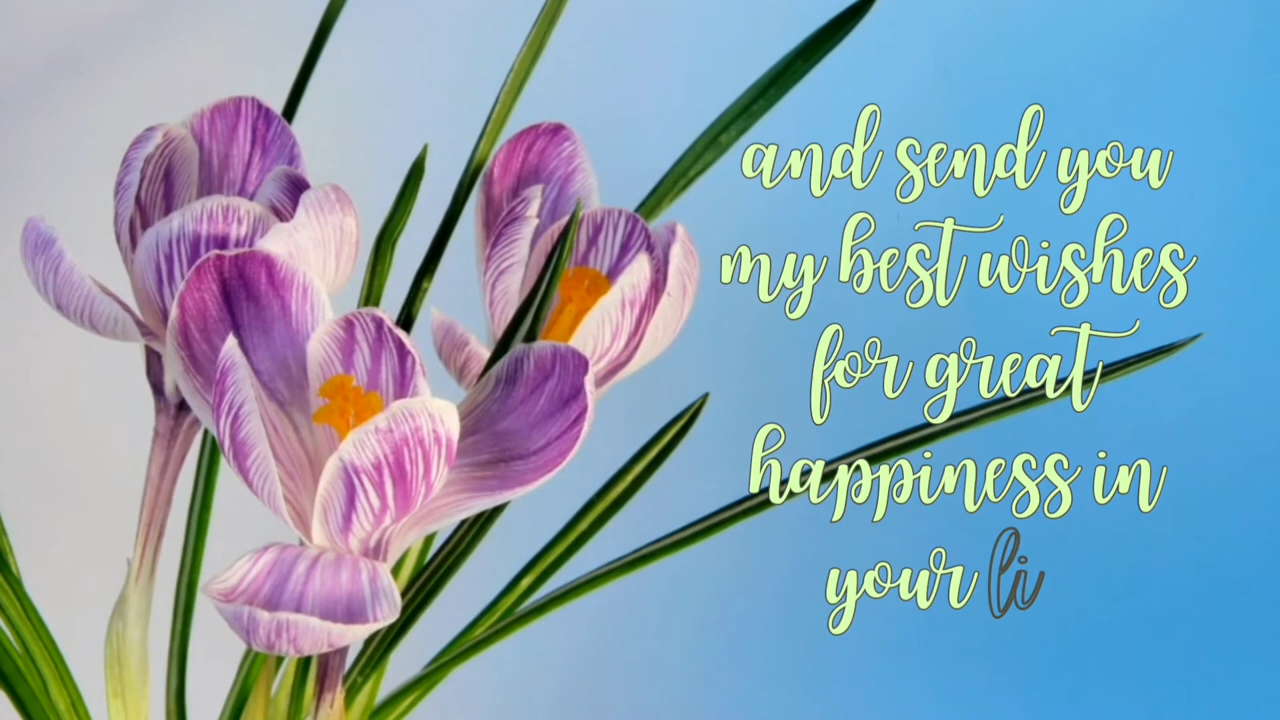 and send you
my best wishes
for great
happiness in
your li